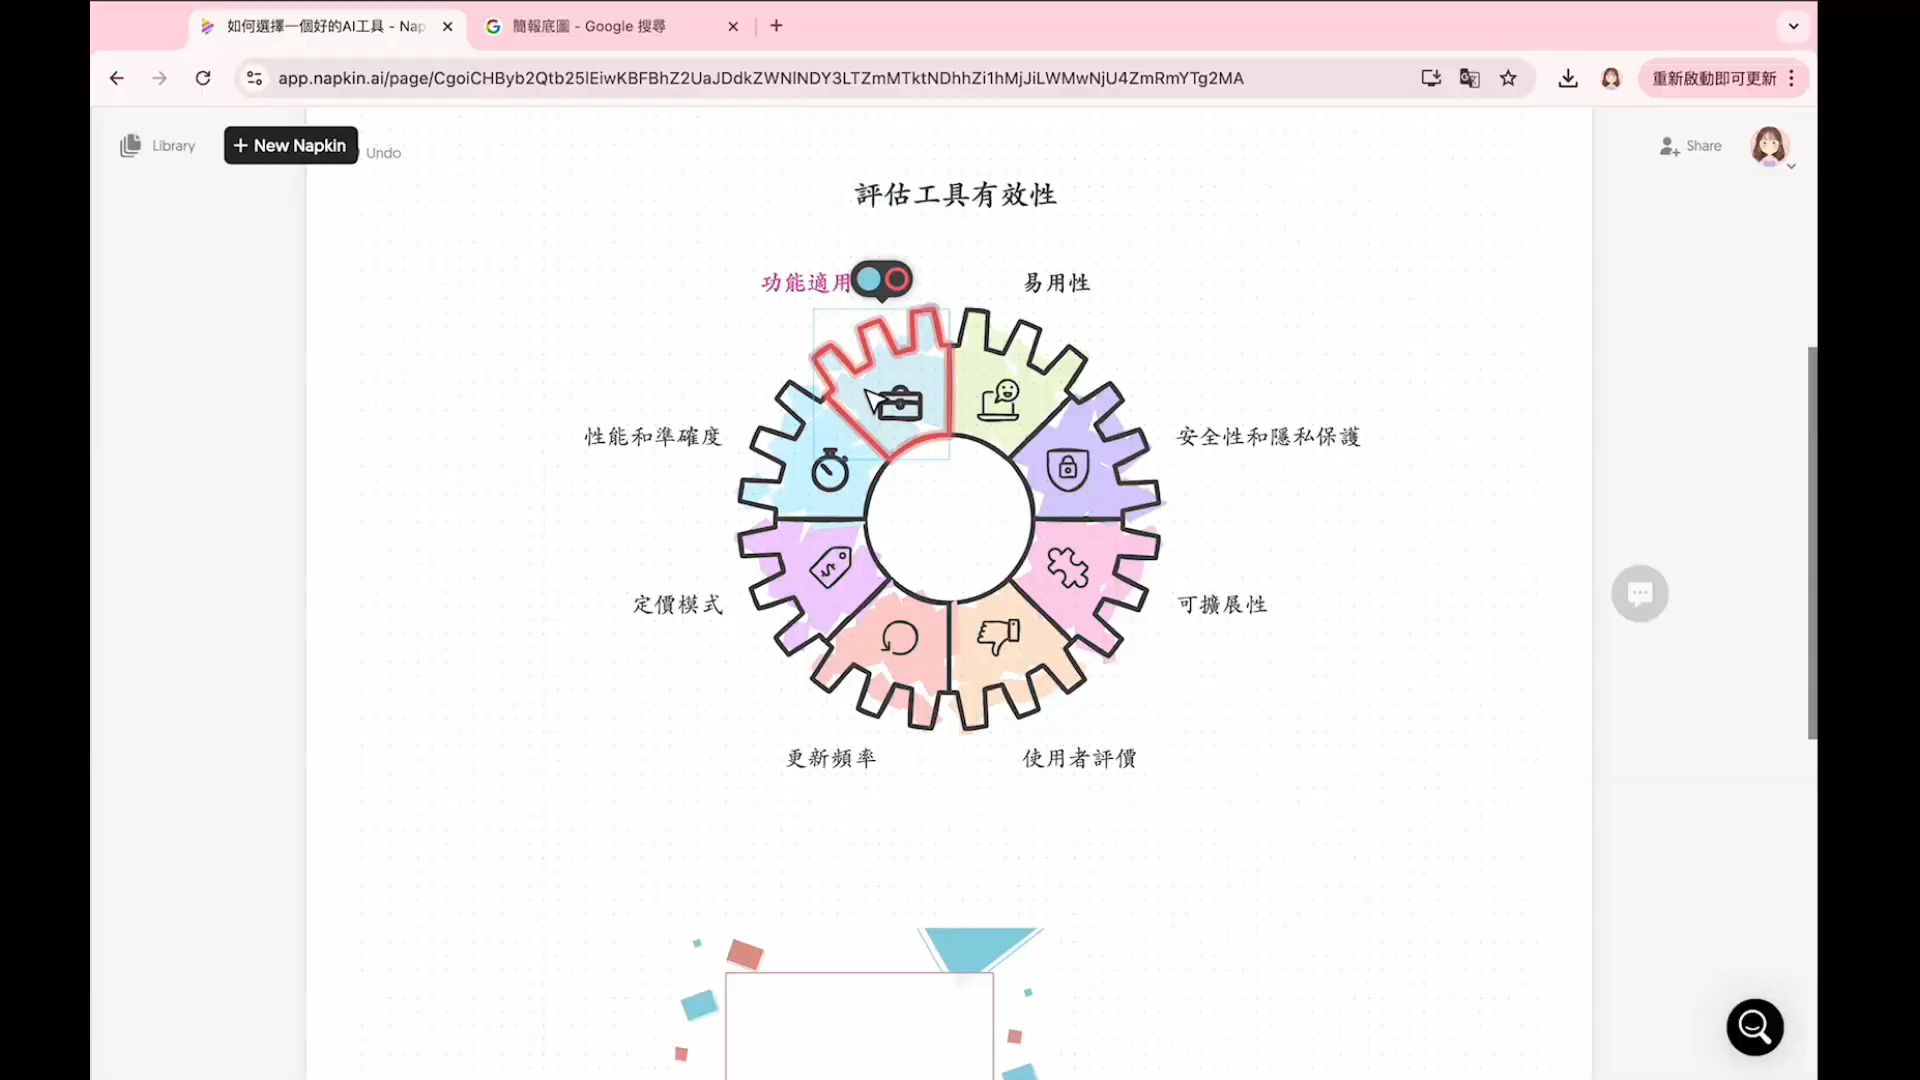 如何選擇一個好的AI工具 - Nap
簡報底圖 - Google 搜尋
app.napkin.ai/page/CgoiCHByb2Qtb25lEiwKBFBhZ2UaJDdkZWNlNDY3LTZmMTktNDhhZi1hMjJiLWMwNjU4ZmRmYTg2MA
重新啟動即可更新
Library
+ New Napkin
Undo
Share
評估工具有效性
功能適用
易用性
性能和準確度
安全性和隱私保護
定價模式
可擴展性
更新頻率
使用者評價